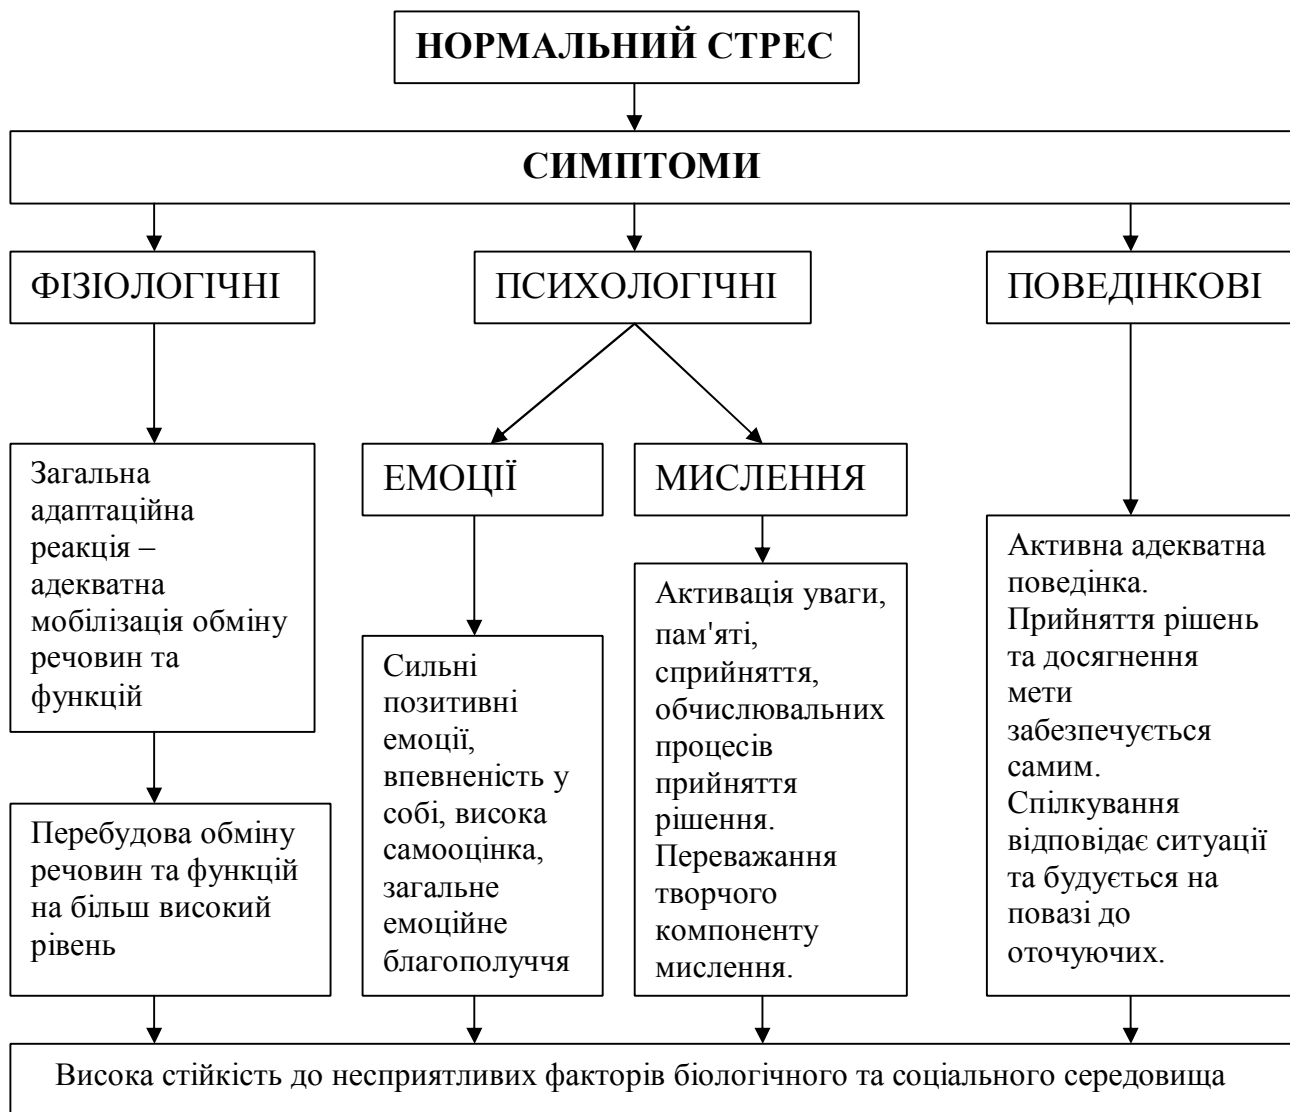 НОРМАЛЬНИЙ СТРЕС
СИМПТОМИ
ФІЗІОЛОГІЧНІ
ПСИХОЛОГІЧНІ
ПОВЕДІНКОВІ
Загальна
адаптаційна
реакція –
адекватна
мобілізація обміну
речовин та
функцій
Перебудова обміну
речовин та функцій
на більш високий
рівень
ЕМОЦІЇ
Сильні
позитивні
емоції,
впевненість у
собі, висока
самооцінка,
загальне
емоційне
благополуччя
МИСЛЕННЯ
Активація уваги,
пам'яті,
сприйняття,
обчислювальних
процесів
прийняття
рішення.
Переважання
творчого
компоненту
мислення.
Активна адекватна
поведінка.
Прийняття рішень
та досягнення
мети
забезпечується
самим.
Спілкування
відповідає ситуації
та будується на
повазі до
оточуючих.
Висока стійкість до несприятливих факторів біологічного та соціального середовища